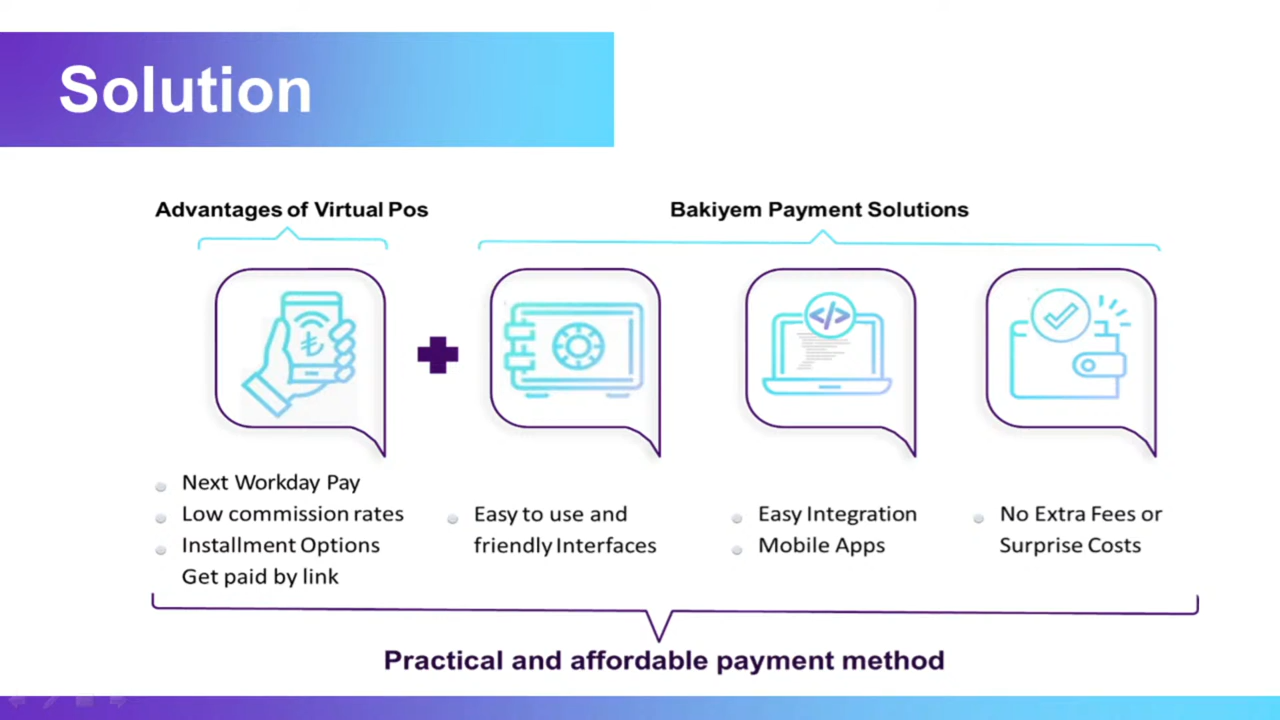 Solution
Advantages of Virtual Pos
Bakiyem Payment Solutions
₺
</>
Next Workday Pay
Low commission rates
Installment Options
Get paid by link
Easy to use and
friendly Interfaces
Easy Integration
Mobile Apps
No Extra Fees or
Surprise Costs
Practical and affordable payment method